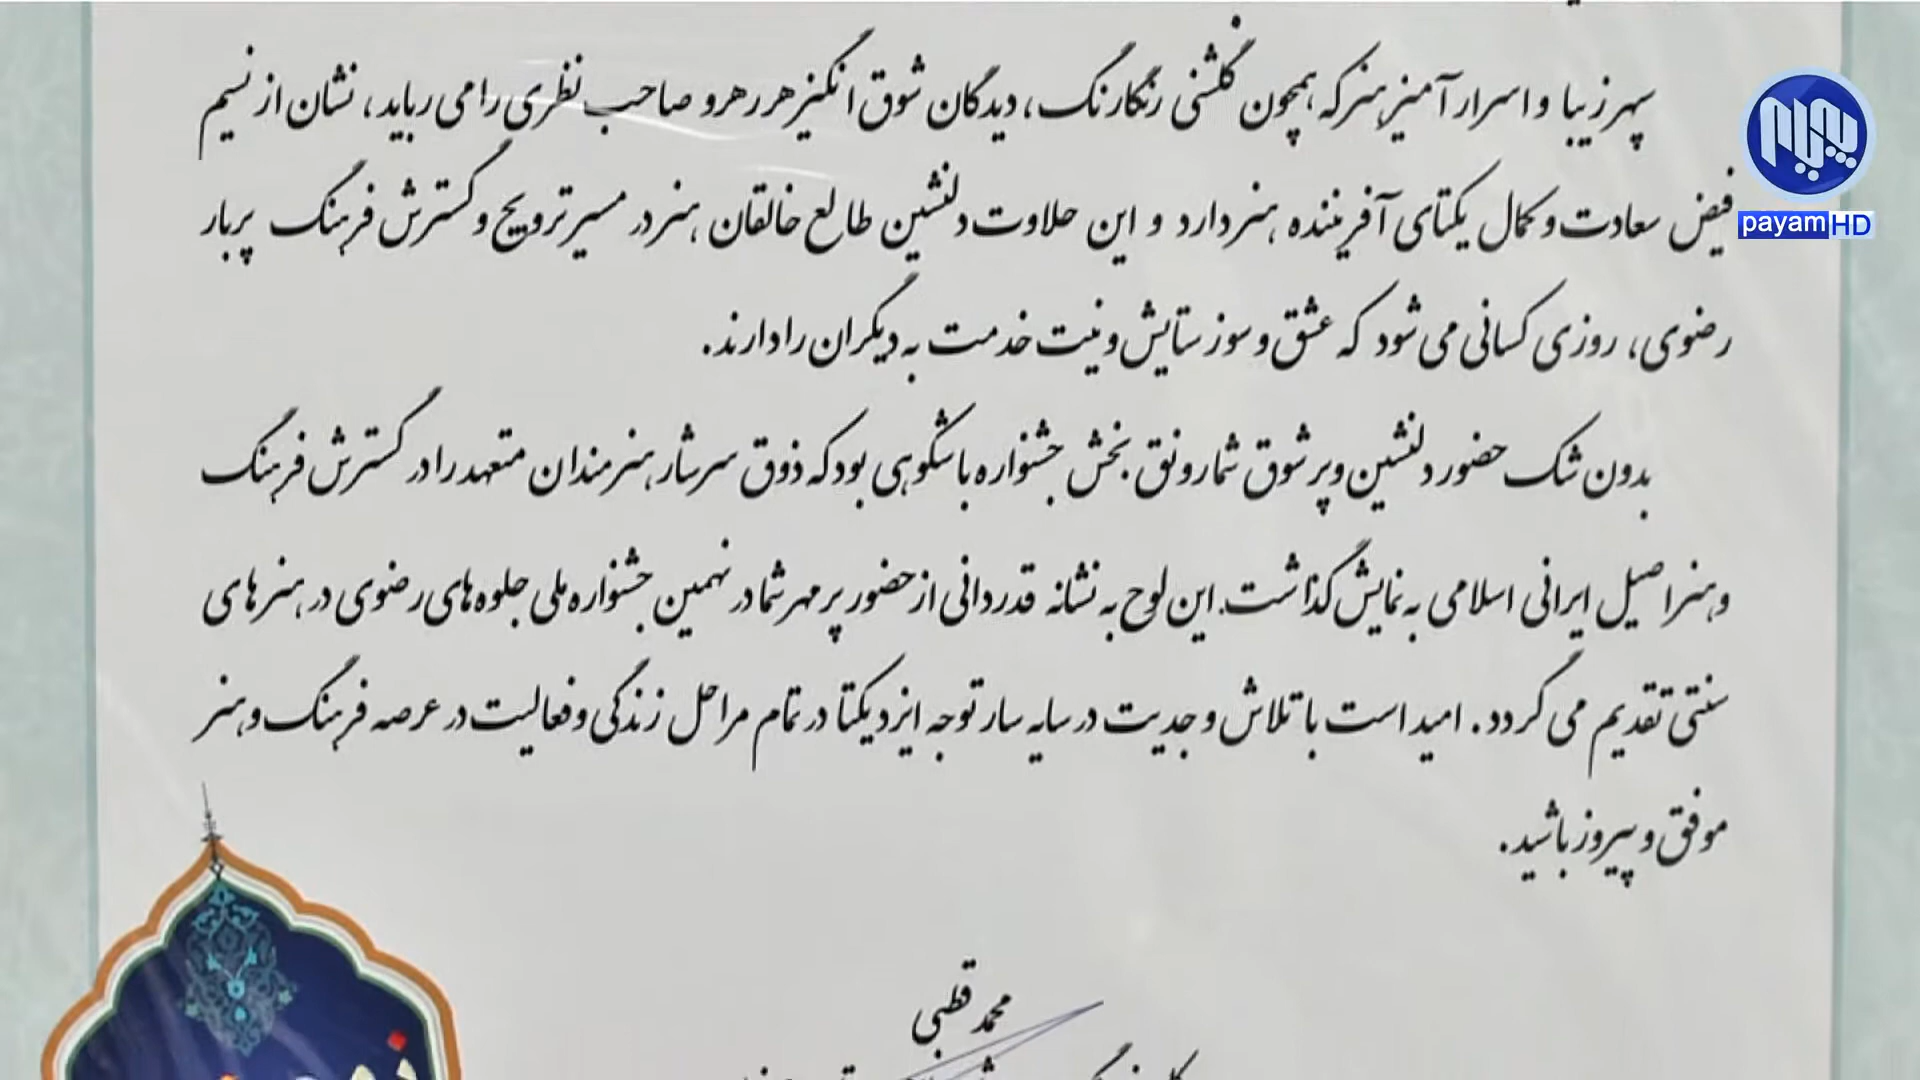 سپهر زیبا و اسرارآمیز هنر که همچون گلشنی رنگارنگ، دیدگان شوق انگیز هر رهرو صاحب نظری را می رباید، نشان از نسیم
فیض سعادت و کمال یکتای آفریننده هنر دارد و این حلاوت دلنشین طالع خالقان هنر در مسیر ترویج و گسترش فرهنگ پربار
رضوی، روزی کسانی می شود که عشق و سوز ستایش و نیت خدمت به دیگران را دارند.
بدون شک حضور دلنشین و پر شوق شما رونق بخش جشنواره باشکوهی بود که ذوق سرشار هنرمندان متعهد را در گسترش فرهنگ
و هنر اصیل ایرانی اسلامی به نمایش گذاشت. این لوح به نشانه قدردانی از حضور پر مهر شما در نهمین جشنواره ملی جلوه های رضوی در هنرهای
سنتی تقدیم می گردد. امید است با تلاش و جدیت در سایه سار توجه ایزد یکتا در تمام مراحل زندگی و فعالیت در عرصه فرهنگ و هنر
موفق و پیروز باشید.
محمد قطبی
پیام
payam HD